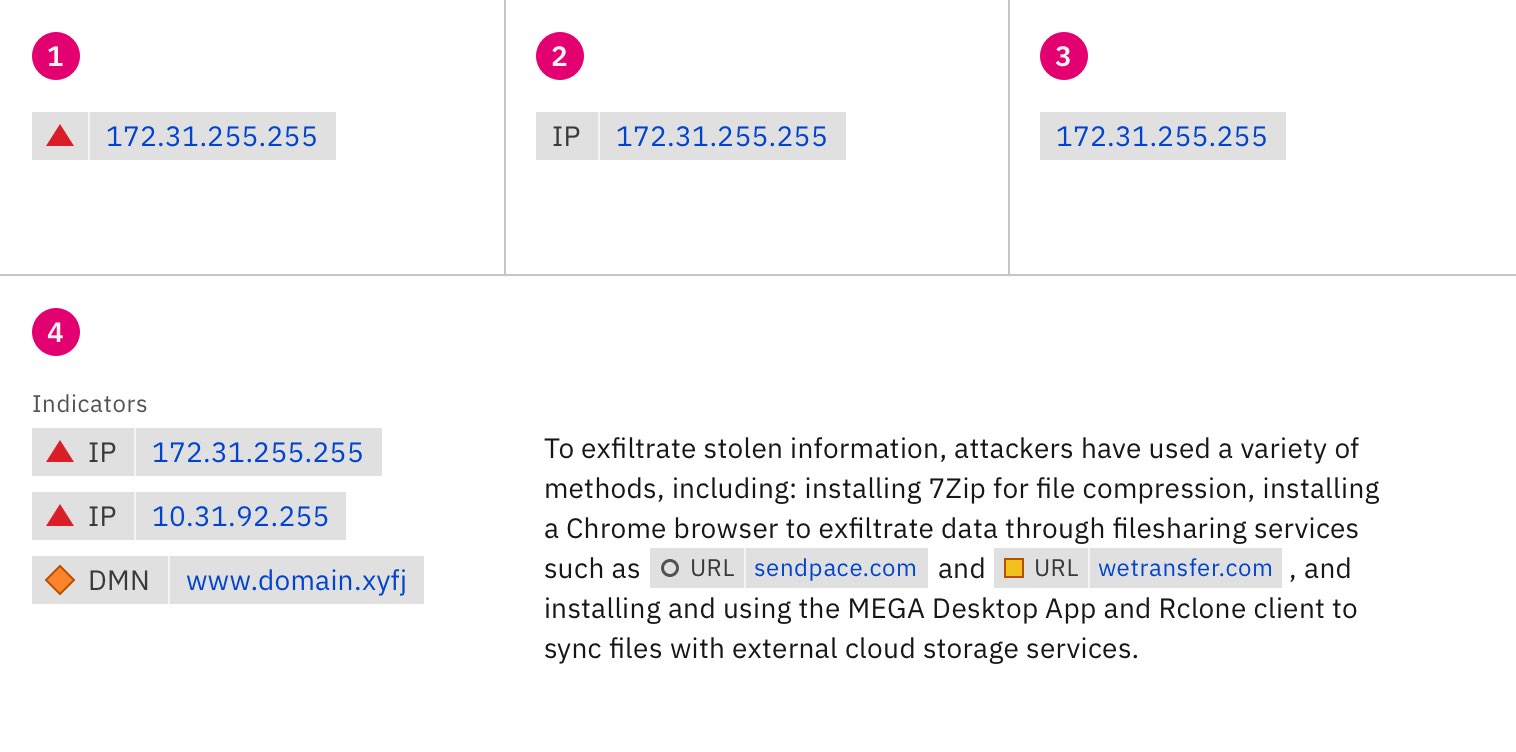 1
172.31.255.255
2
IP 172.31.255.255
3
172.31.255.255
4
Indicators
IP 172.31.255.255
IP 10.31.92.255
DMN www.domain.xyfj
To exfiltrate stolen information, attackers have used a variety of
methods, including: installing 7Zip for file compression, installing
a Chrome browser to exfiltrate data through filesharing services
such as URL sendpace.com and URL wetransfer.com , and
installing and using the MEGA Desktop App and Rclone client to
sync files with external cloud storage services.